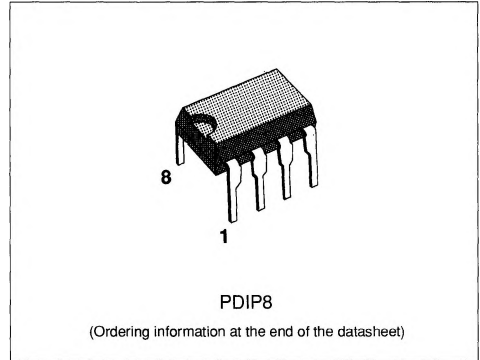 8
1
PDIP8
(Ordering information at the end of the datasheet)